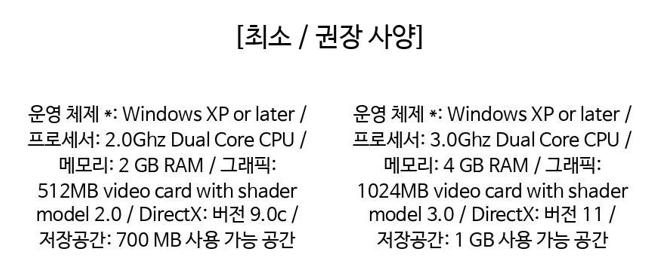 [최소 / 권장 사양]
운영 체제 *: Windows XP or later /
프로세서: 2.0Ghz Dual Core CPU /
메모리: 2 GB RAM / 그래픽:
512MB video card with shader
model 2.0 / DirectX: 버전 9.0c /
저장공간: 700 MB 사용 가능 공간
운영 체제 *: Windows XP or later /
프로세서: 3.0Ghz Dual Core CPU /
메모리: 4 GB RAM / 그래픽:
1024MB video card with shader
model 3.0 / DirectX: 버전 11 /
저장공간: 1 GB 사용 가능 공간